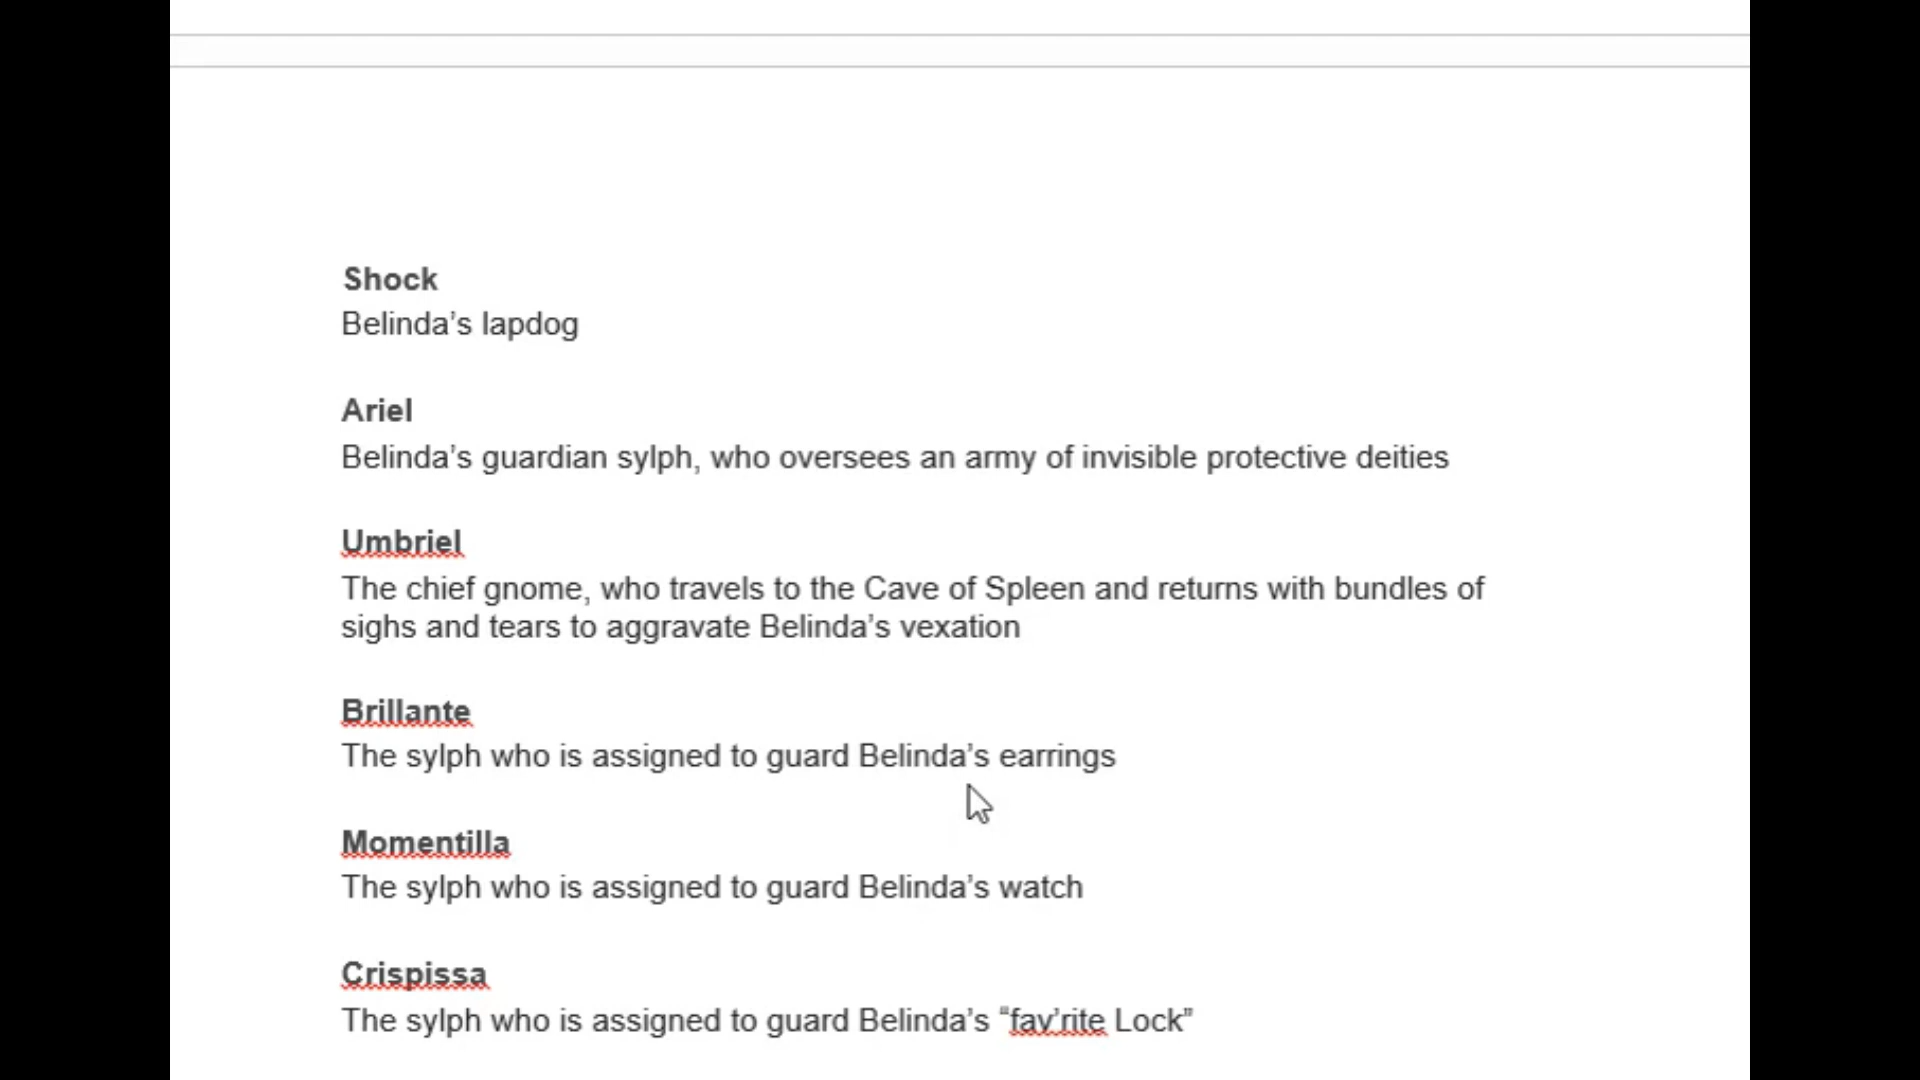 Shock
Belinda’s lapdog
Ariel
Belinda’s guardian sylph, who oversees an army of invisible protective deities
Umbriel
The chief gnome, who travels to the Cave of Spleen and returns with bundles of
sighs and tears to aggravate Belinda’s vexation
Brillante
The sylph who is assigned to guard Belinda’s earrings
Momentilla
The sylph who is assigned to guard Belinda’s watch
Crispissa
The sylph who is assigned to guard Belinda’s “fav’rite Lock”